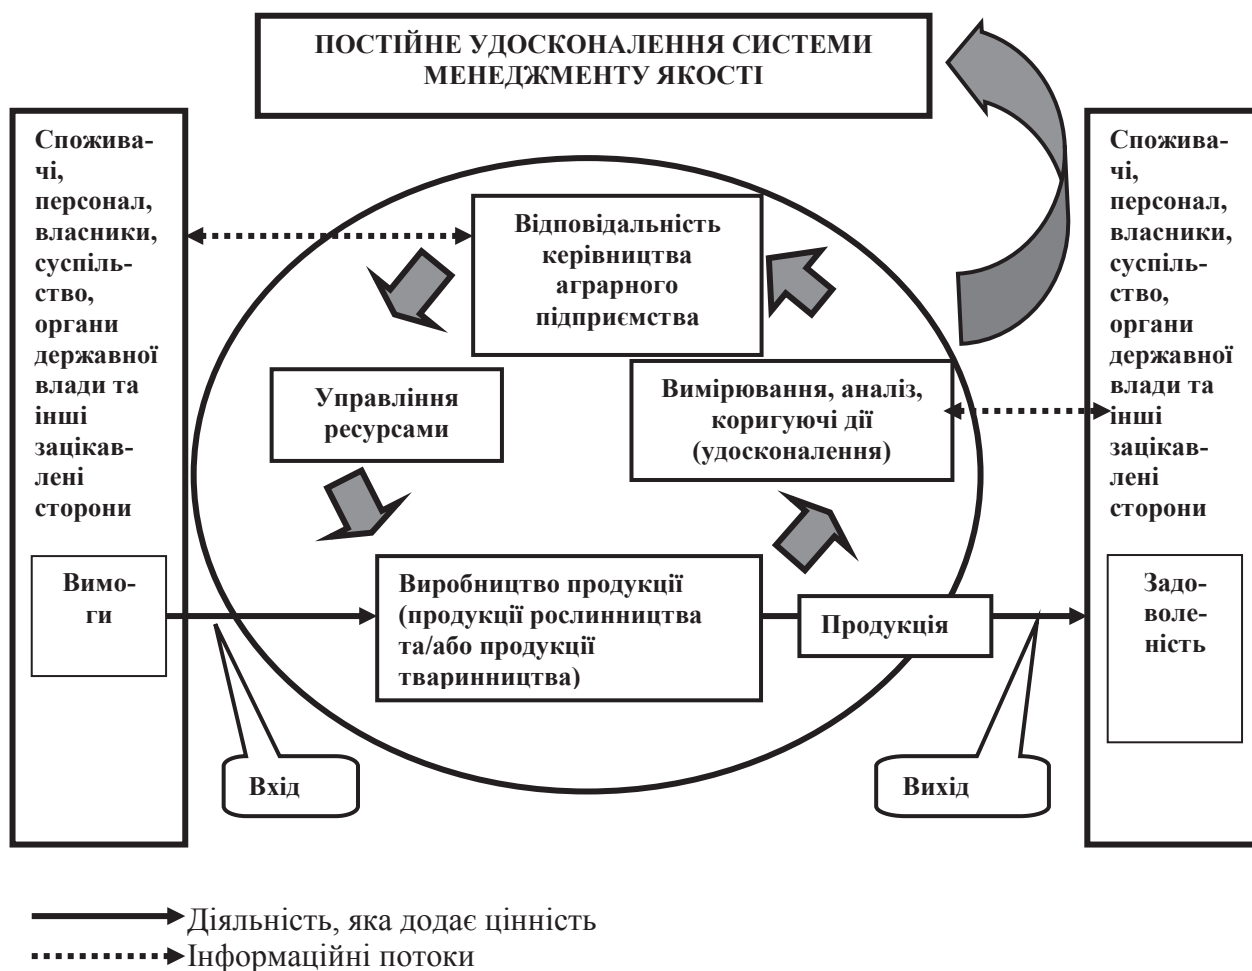 ПОСТІЙНЕ УДОСКОНАЛЕННЯ СИСТЕМИ
МЕНЕДЖМЕНТУ ЯКОСТІ
Спожива-
чі,
персонал,
власники,
суспіль-
ство,
органи
державної
влади та
інші
зацікав-
лені
сторони
Вимо-
ги
Відповідальність
керівництва
аграрного
підприємства
Управління
ресурсами
Вимірювання, аналіз,
коригуючі дії
(удосконалення)
Виробництво продукції
(продукції рослинництва
та/або продукції
тваринництва)
Продукція
Вхід
Вихід
Спожива-
чі,
персонал,
власники,
суспіль-
ство,
органи
державної
влади та
інші
зацікав-
лені
сторони
Задо-
воле-
ність
Діяльність, яка додає цінність
Інформаційні потоки